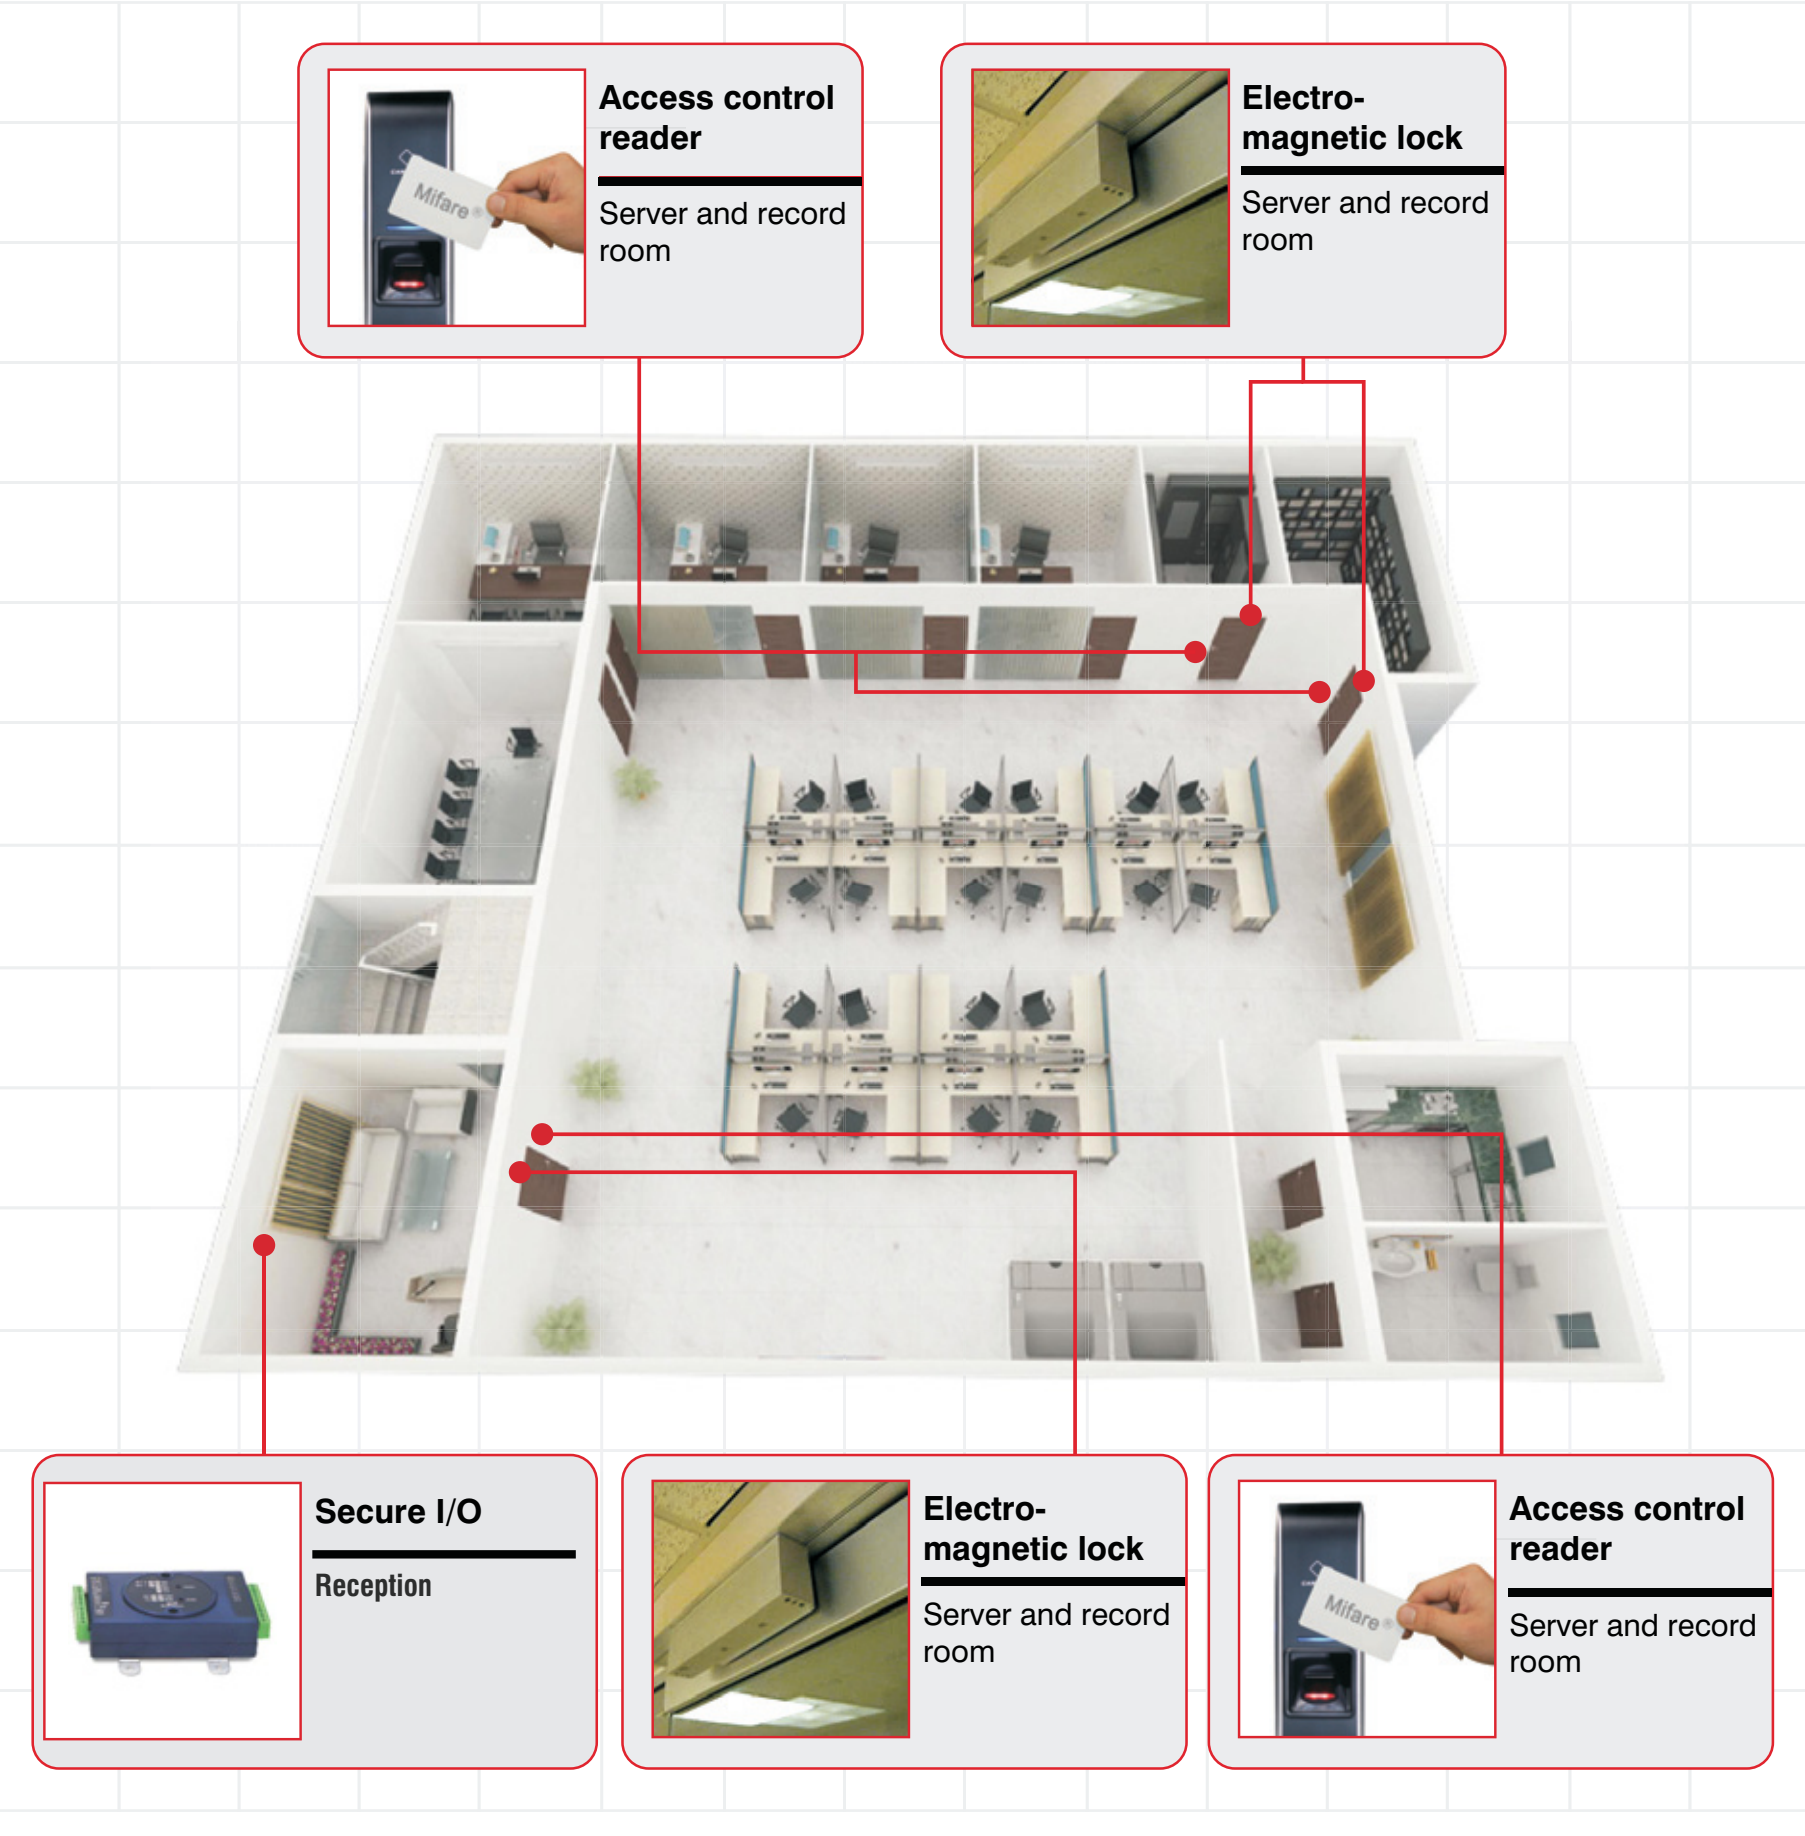 Access control
reader
Server and record
room
Mifare®
Electro-
magnetic lock
Server and record
room
Secure I/O
Reception
Electro-
magnetic lock
Server and record
room
Access control
reader
Server and record
room
Mifare®